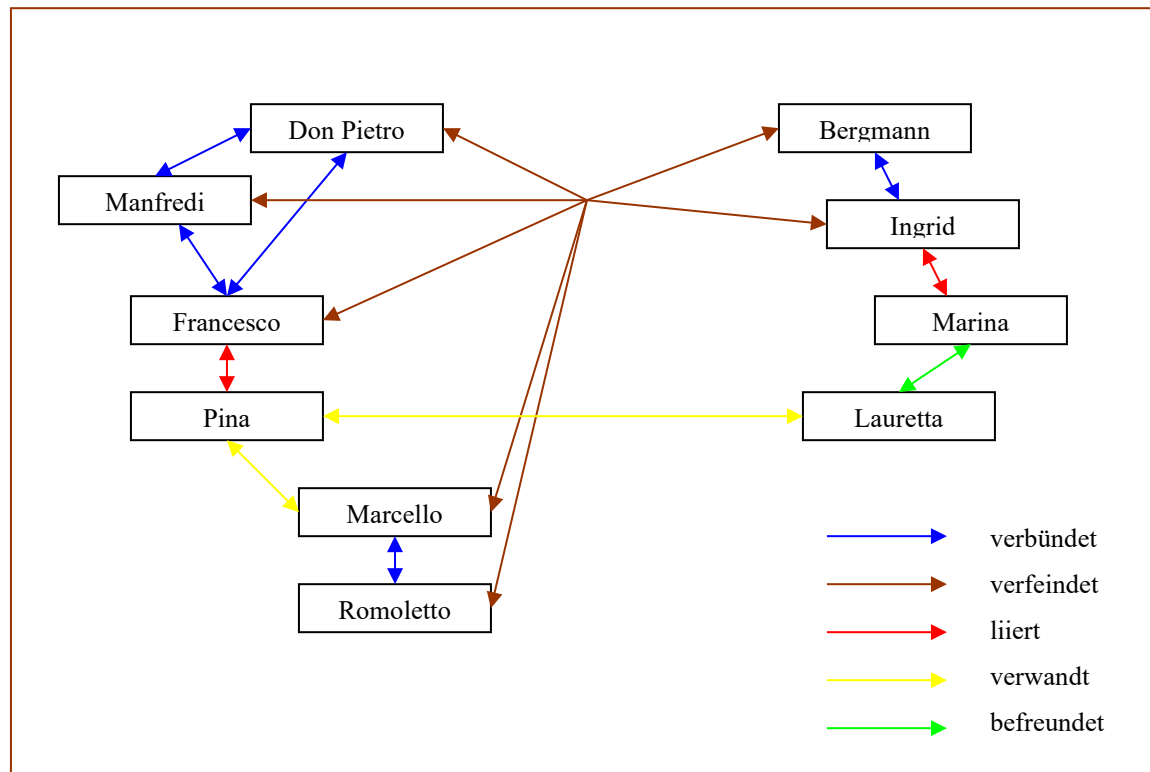 Don Pietro
Bergmann
Manfredi
Ingrid
Francesco
Marina
Pina
Lauretta
Marcello
Romoletto
verbündet
verfeindet
liiert
verwandt
befreundet